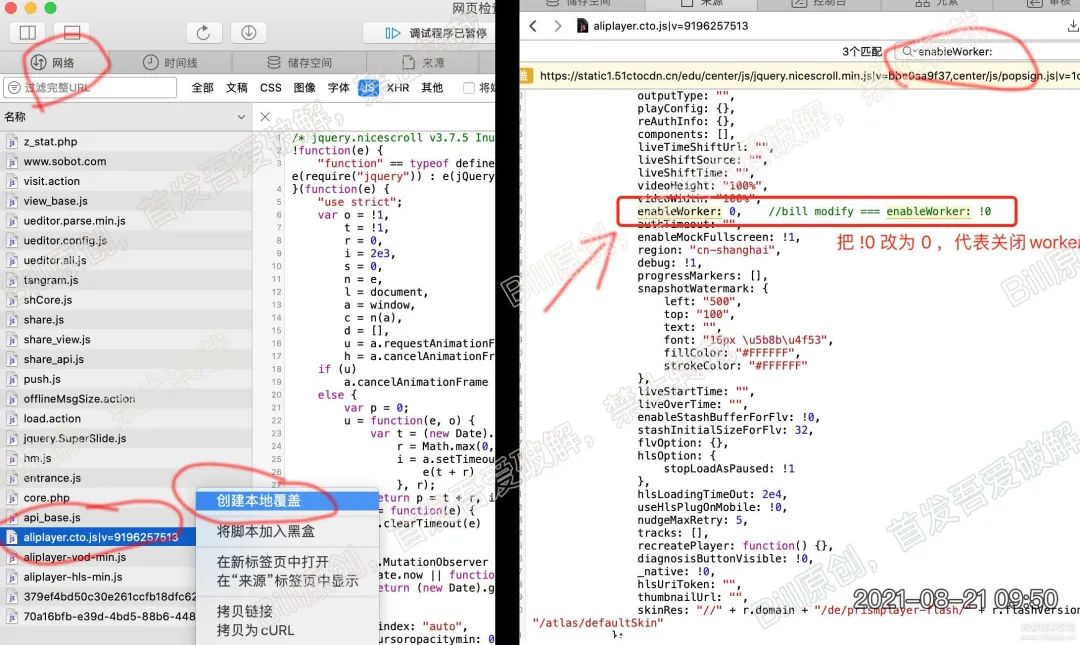 网页检查
调试程序已暂停
网络
时间线
储存空间
来源
过滤完整URL
全部 文稿 CSS 图像 字体 JS XHR 其他
名称
z_stat.php
www.sobot.com
visit.action
view_base.js
ueditor.parse.min.js
ueditor.config.js
ueditor.all.js
tangram.js
shCore.js
share.js
share_view.js
share_api.js
push.js
offlineMsgSize.action
load.action
jquery.SuperSlide.js
hm.js
entrance.js
core.php
api_base.js
aliplayer.cto.js|v=9196257513
aliplayer-vod-min.js
aliplayer-hls-min.js
379ef4bd50c30e261ccfb18dfc62
70a16bfb-e39d-4bd5-88b6-448
/* jquery.nicescroll v3.7.5 Inu
!function(e) {
"function" == typeof define
e(require("jquery")) : e(jQuery
}(function(e) {
"use strict";
var o = !1,
t = !1,
r = 0,
i = 2e3,
s = 0,
n = e,
l = document,
a = window,
c = n(a),
d = [],
u = a.requestAnimationF
h = a.cancelAnimationFr
if (u)
a.cancelAnimationFrame
else {
var p = 0;
u = function(e, o) {
var t = (new Date).
r = Math.max(0,
i = a.setTimeou
e(t + r)
}, r);
return p = t + r, i
= function(e) {
.clearTimeout(e)
.MutationObserver
ate.now || functio
return (new Date).g
index: "auto",
ursoropacitymin: 0
创建本地覆盖
将脚本加入黑盒
在新标签页中打开
在“来源”标签页中显示
拷贝链接
拷贝为 cURL
储存空间
来源
控制台
元素
审核
aliplayer.cto.js|v=9196257513
3个匹配
enableWorker:
https://static1.51ctocdn.cn/edu/center/js/jquery.nicescroll.min.js|v=bbc0aa9f37,center/js/popsign.js|v=1c
outputType: "",
playConfig: {},
reAuthInfo: {},
components: [],
liveTimeShiftUrl: "",
liveShiftSource: "",
liveShiftTime: "",
videoHeight: "100%",
videoWidth: "100%",
enableWorker: 0, //bill modify === enableWorker: !0
authTimeout: "",
enableMockFullscreen: !1,
region: "cn-shanghai",
debug: !1,
progressMarkers: [],
snapshotWatermark: {
left: "500",
top: "100",
text: "",
font: "16px \u5b8b\u4f53",
fillColor: "#FFFFFF",
strokeColor: "#FFFFFF"
},
liveStartTime: "",
liveOverTime: "",
enableStashBufferForFlv: !0,
stashInitialSizeForFlv: 32,
flvOption: {},
hlsOption: {
stopLoadAsPaused: !1
},
hlsLoadingTimeOut: 2e4,
useHlsPlugOnMobile: !0,
nudgeMaxRetry: 5,
tracks: [],
recreatePlayer: function() {},
diagnosisButtonVisible: !0,
_native: !0,
hlsUriToken: "",
thumbnailUrl: "",
skinRes: "//" + r.domain + "/de/prismplayer-flash/" + r.flashVersion
"/atlas/defaultSkin"
};
把 !0 改为 0 ，代表关闭 worker
2021-08-21 09:50
Bill原创，首发吾爱破解，禁止转载